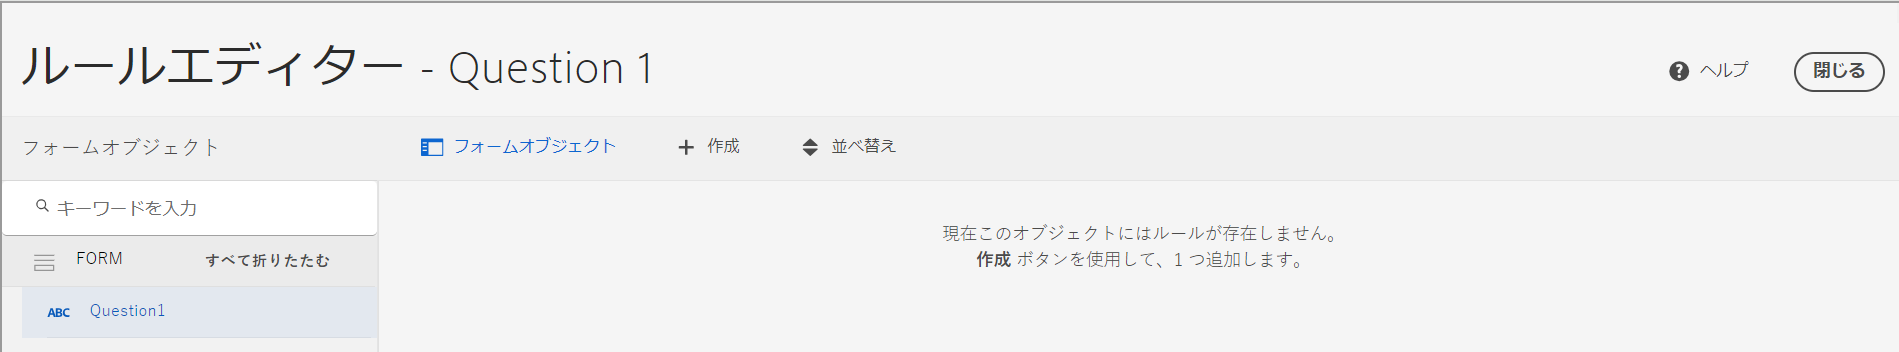 ルールエディター - Question 1
ヘルプ
閉じる
フォームオブジェクト
フォームオブジェクト
作成
並べ替え
キーワードを入力
FORM すべて折りたたむ
ABC Question1
現在このオブジェクトにはルールが存在しません。
作成 ボタンを使用して、1 つ追加します。